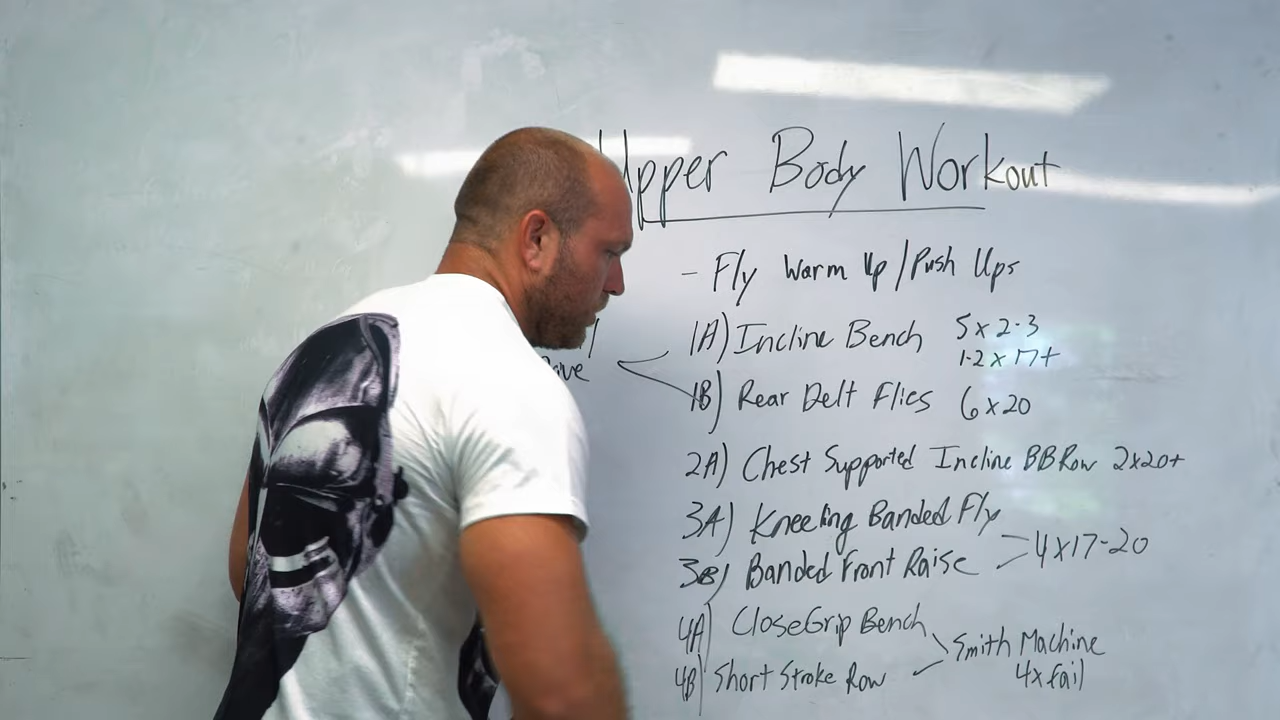 Upper Body Workout
- Fly Warm Up/Push Ups
1A) Incline Bench 5x2-3
1-2x17+
1B) Rear Delt Flies 6x20
2A) Chest Supported Incline BB Row 2x20+
3A) Kneeling Banded Fly
4x17-20
3B) Banded Front Raise
4A) Close Grip Bench
Smith Machine
4B) Short Stroke Row 4xfail